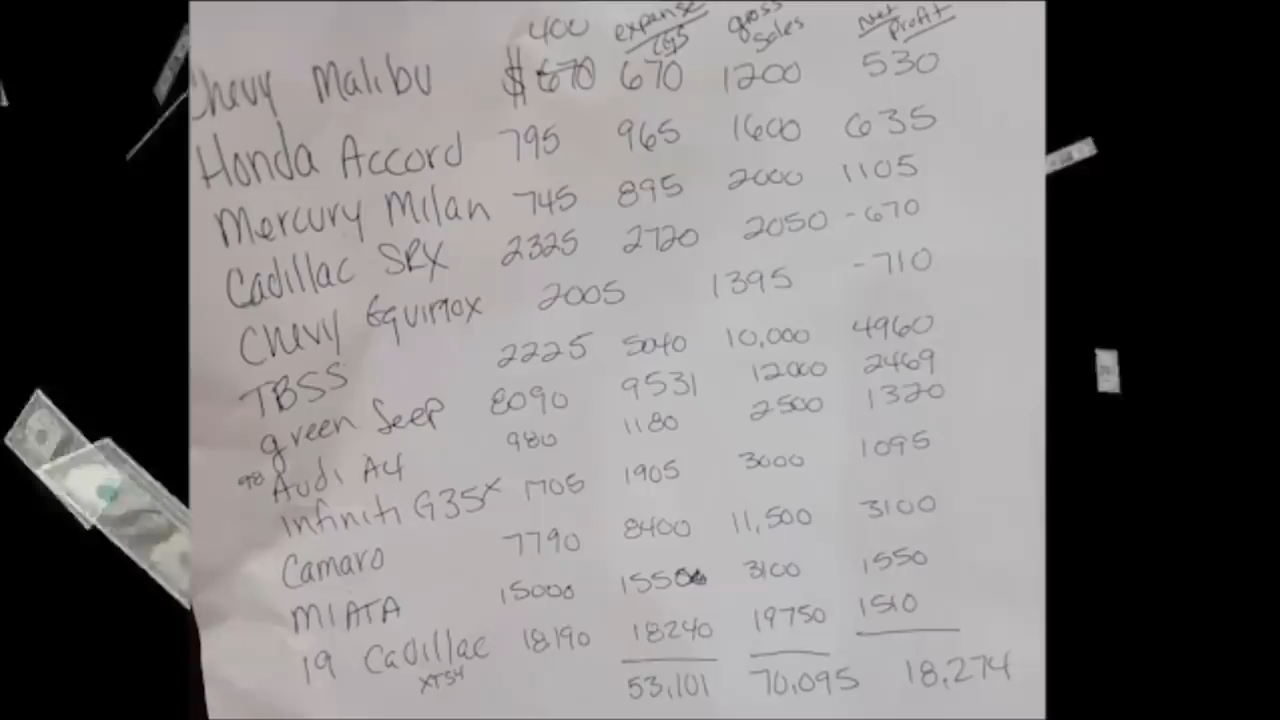 400 expense/CGS gross Sales Net Profit
Chevy Malibu $670 670 1200 530
Honda Accord 795 965 1600 635
Mercury Milan 745 895 2000 1105
Cadillac SRX 2325 2720 2050 -670
Chevy Equinox 2005 1395 -710
TBSS 2225 5040 10,000 4960
green Jeep 8090 9531 12000 2469
98 Audi A4 980 1180 2500 1320
Infiniti G35x 1705 1905 3000 1095
Camaro 7790 8400 11,500 3100
MIATA 15000 1550 3100 1550
19 Cadillac 18190 18240 19750 1510
53,101 70,095 18,274